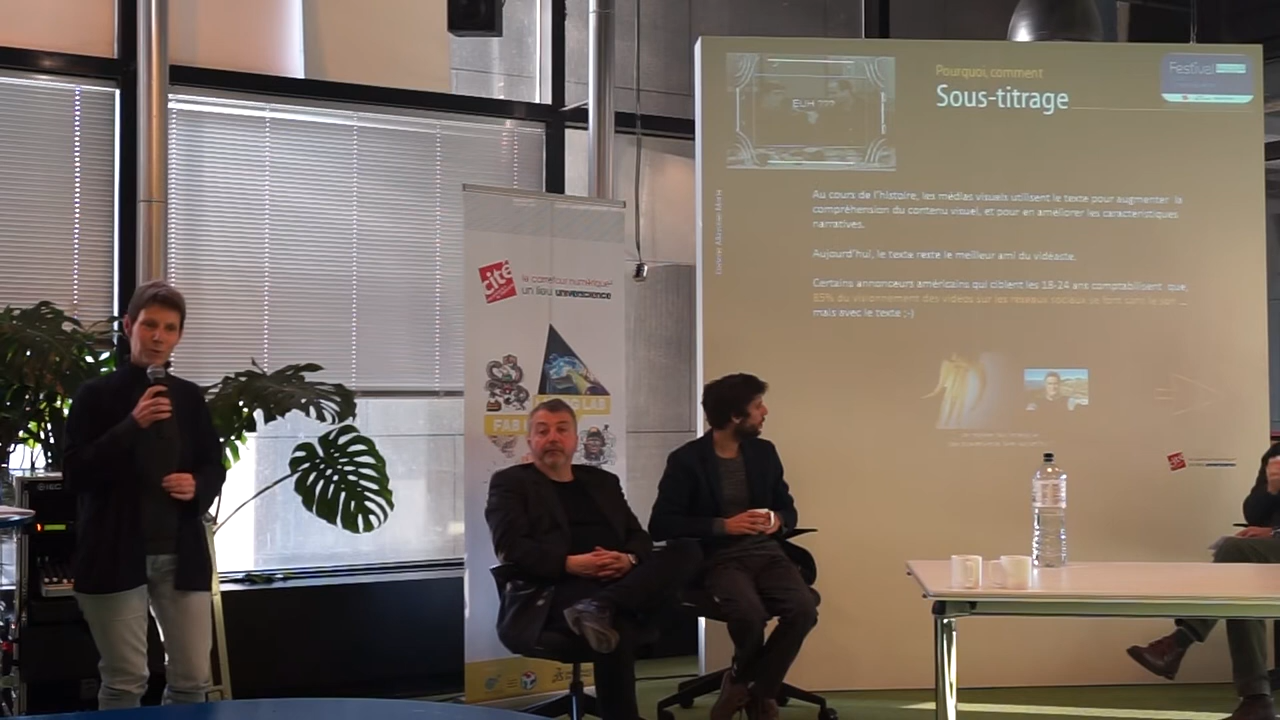 Pourquoi, comment
Sous-titrage
Festival
EUH ???
Au cours de l'histoire, les médias visuels utilisent le texte pour augmenter la
compréhension du contenu visuel, et pour en améliorer les caractéristiques
narratives.
Aujourd'hui, le texte reste le meilleur ami du vidéaste.
Certains annonceurs américains qui ciblent les 18-24 ans comptabilisent que,
85% du visionnement des vidéos sur les réseaux sociaux se font sans le son ...
mais avec le texte ;-)
cité
le carrefour numérique²
un lieu universcience
LAB
FAB